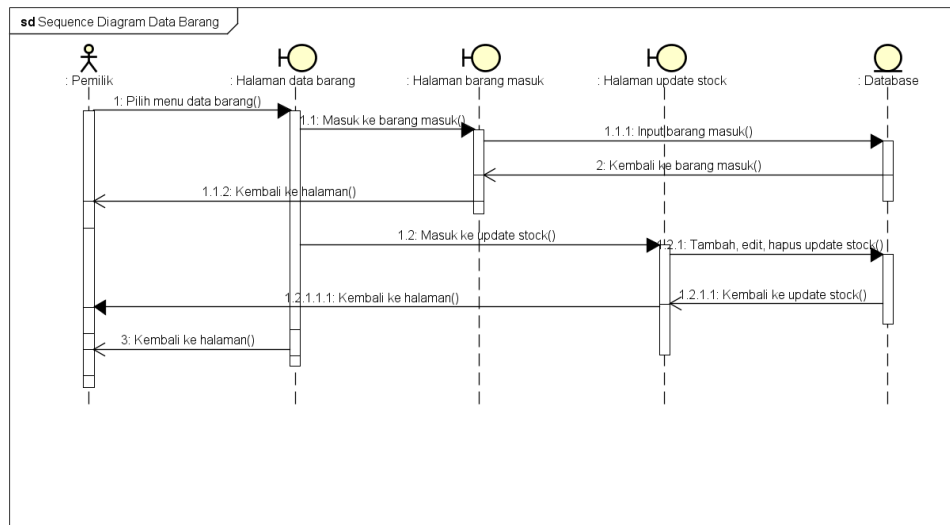 sd Sequence Diagram Data Barang
: Pemilik
: Halaman data barang
: Halaman barang masuk
: Halaman update stock
: Database
1: Pilih menu data barang()
1.1: Masuk ke barang masuk()
1.1.1: Input barang masuk()
2: Kembali ke barang masuk()
1.1.2: Kembali ke halaman()
1.2: Masuk ke update stock()
1.2.1: Tambah, edit, hapus update stock()
1.2.1.1: Kembali ke update stock()
1.2.1.1.1: Kembali ke halaman()
3: Kembali ke halaman()